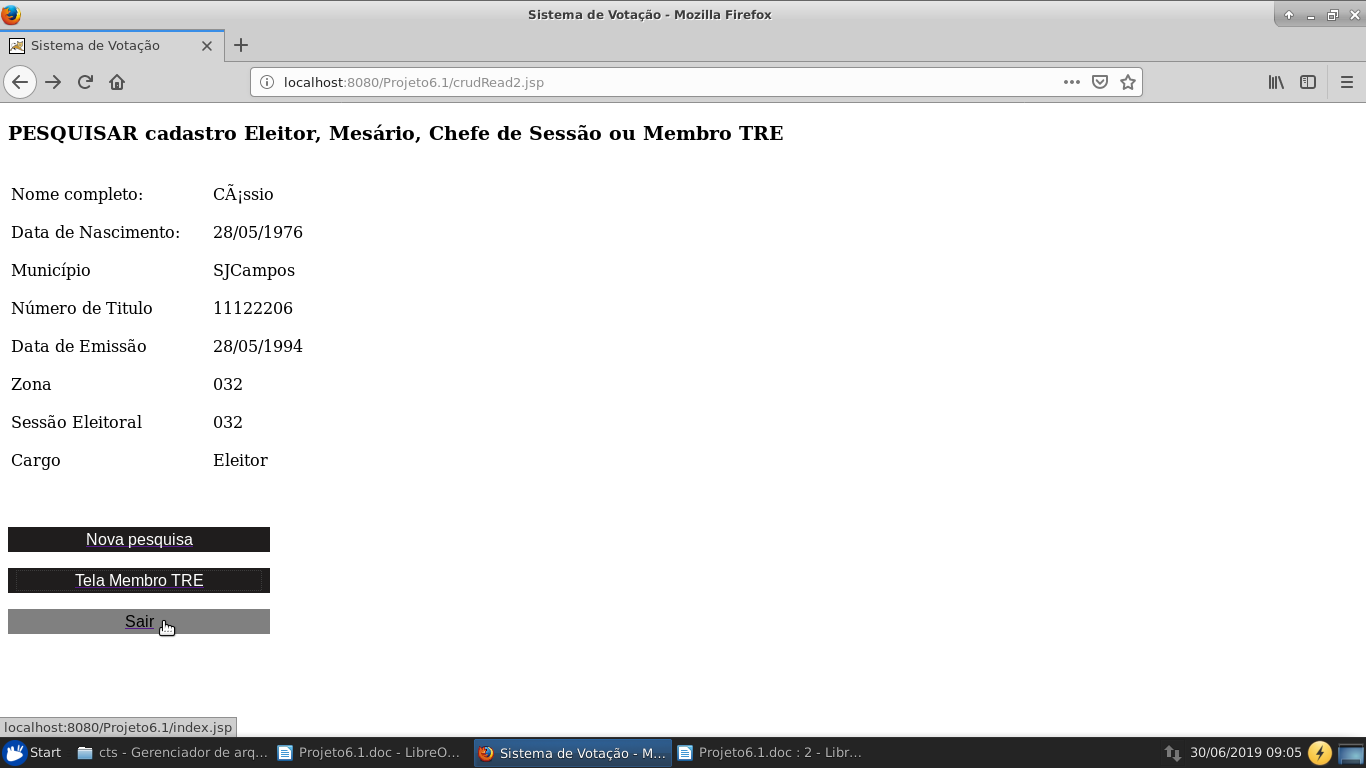 Sistema de Votação - Mozilla Firefox
Sistema de Votação
localhost:8080/Projeto6.1/crudRead2.jsp
PESQUISAR cadastro Eleitor, Mesário, Chefe de Sessão ou Membro TRE
Nome completo: CÃ¡ssio
Data de Nascimento: 28/05/1976
Município SJCampos
Número de Titulo 11122206
Data de Emissão 28/05/1994
Zona 032
Sessão Eleitoral 032
Cargo Eleitor
Nova pesquisa
Tela Membro TRE
Sair
localhost:8080/Projeto6.1/index.jsp
Start cts - Gerenciador de arq... Projeto6.1.doc - LibreO... Sistema de Votação - M... Projeto6.1.doc : 2 - Libr... 30/06/2019 09:05